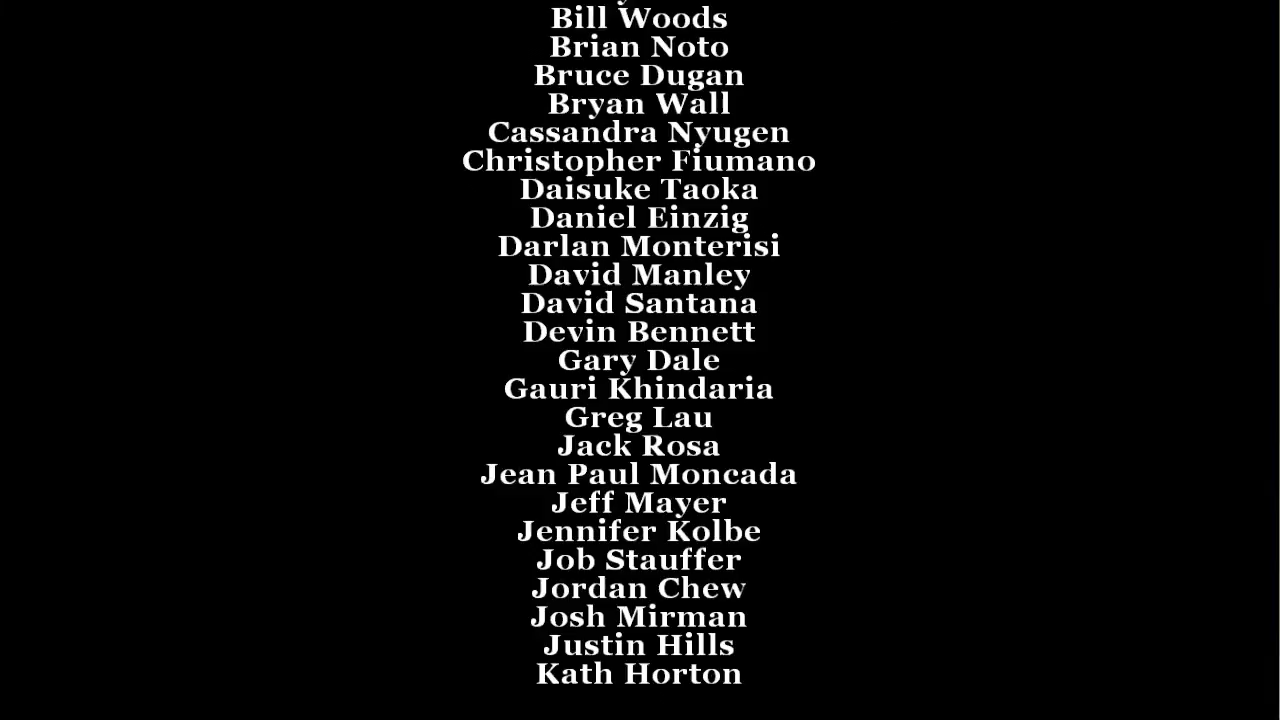 Bill Woods
Brian Noto
Bruce Dugan
Bryan Wall
Cassandra Nyugen
Christopher Fiumano
Daisuke Taoka
Daniel Einzig
Darlan Monterisi
David Manley
David Santana
Devin Bennett
Gary Dale
Gauri Khindaria
Greg Lau
Jack Rosa
Jean Paul Moncada
Jeff Mayer
Jennifer Kolbe
Job Stauffer
Jordan Chew
Josh Mirman
Justin Hills
Kath Horton